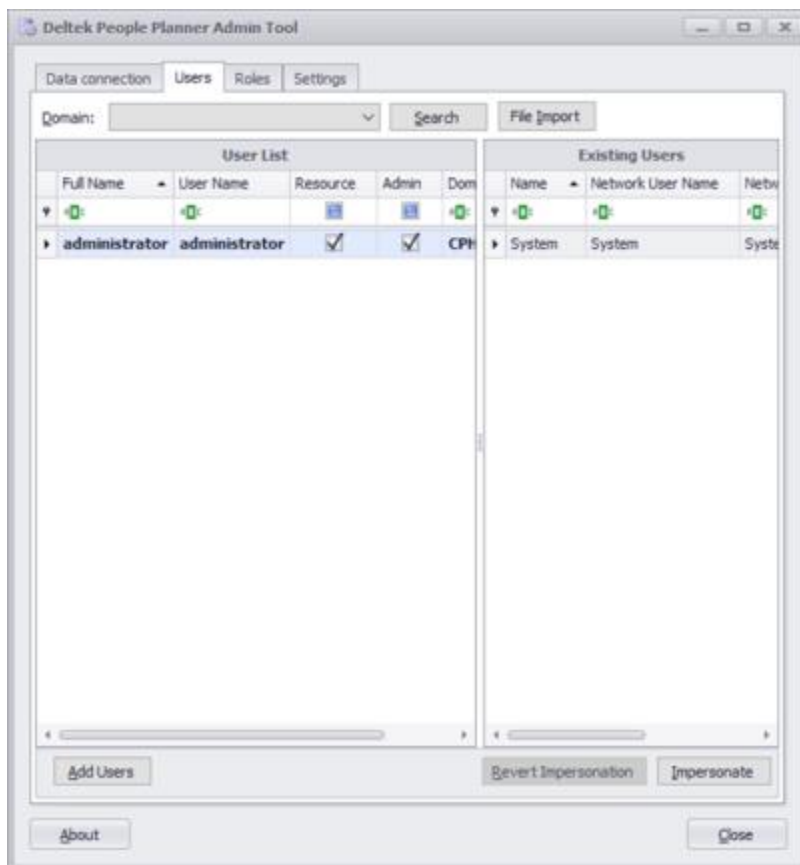 Deltek People Planner Admin Tool
Data connection Users Roles Settings
Domain: Search File Import
User List Existing Users
Full Name User Name Resource Admin Dom Name Network User Name Netw
administrator administrator CPH System System Syste
Add Users Revert Impersonation Impersonate
About Close